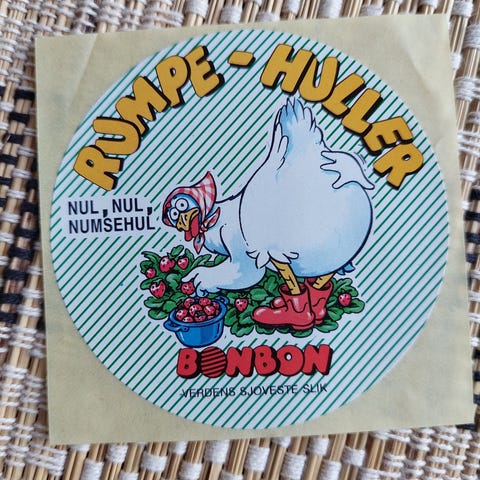 RUMPE-HULLER
NUL, NUL,
NUMSEHUL
BONBON
VERDENS SJOVESTE SLIK